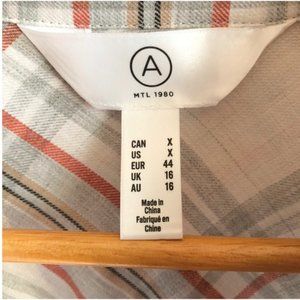 A
MTL 1980
CAN X
US X
EUR 44
UK 16
AU 16
Made in
China
Fabriqué en
Chine